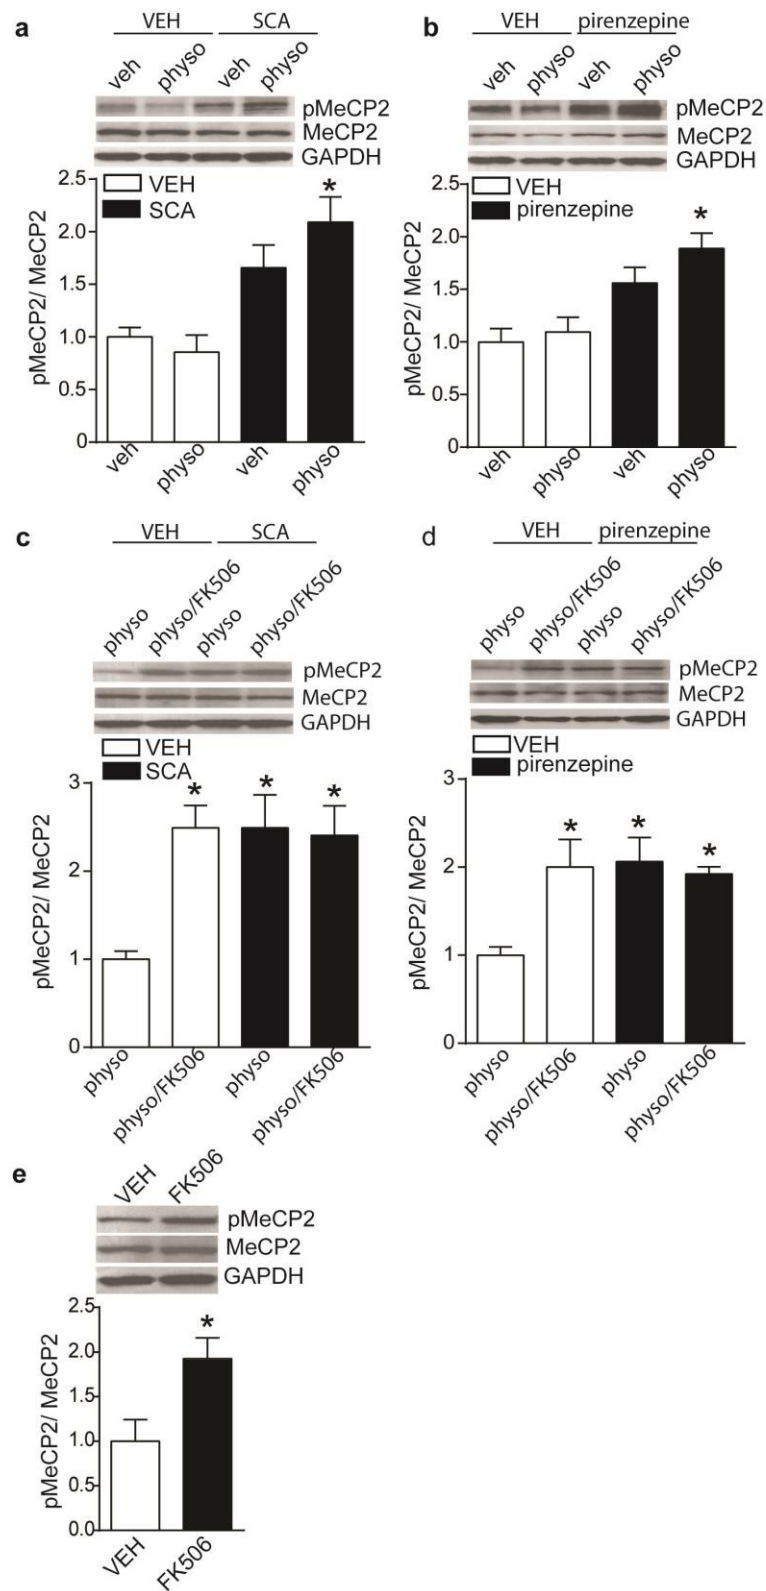 a
VEH SCA
veh physo veh physo
pMeCP2
MeCP2
GAPDH
VEH
SCA
pMeCP2/ MeCP2
2.5
2.0
1.5
1.0
0.5
0
*
veh physo veh physo
b
VEH pirenzepine
veh physo veh physo
pMeCP2
MeCP2
GAPDH
VEH
pirenzepine
pMeCP2/ MeCP2
2.5
2.0
1.5
1.0
0.5
0
*
veh physo veh physo
c
VEH SCA
physo physo/FK506 physo physo/FK506
pMeCP2
MeCP2
GAPDH
VEH
SCA
pMeCP2/ MeCP2
3
2
1
0
* * *
physo physo/FK506 physo physo/FK506
d
VEH pirenzepine
physo physo/FK506 physo physo/FK506
pMeCP2
MeCP2
GAPDH
VEH
pirenzepine
pMeCP2/ MeCP2
3
2
1
0
* * *
physo physo/FK506 physo physo/FK506
e
VEH FK506
pMeCP2
MeCP2
GAPDH
pMeCP2/ MeCP2
2.5
2.0
1.5
1.0
0.5
0.0
*
VEH FK506